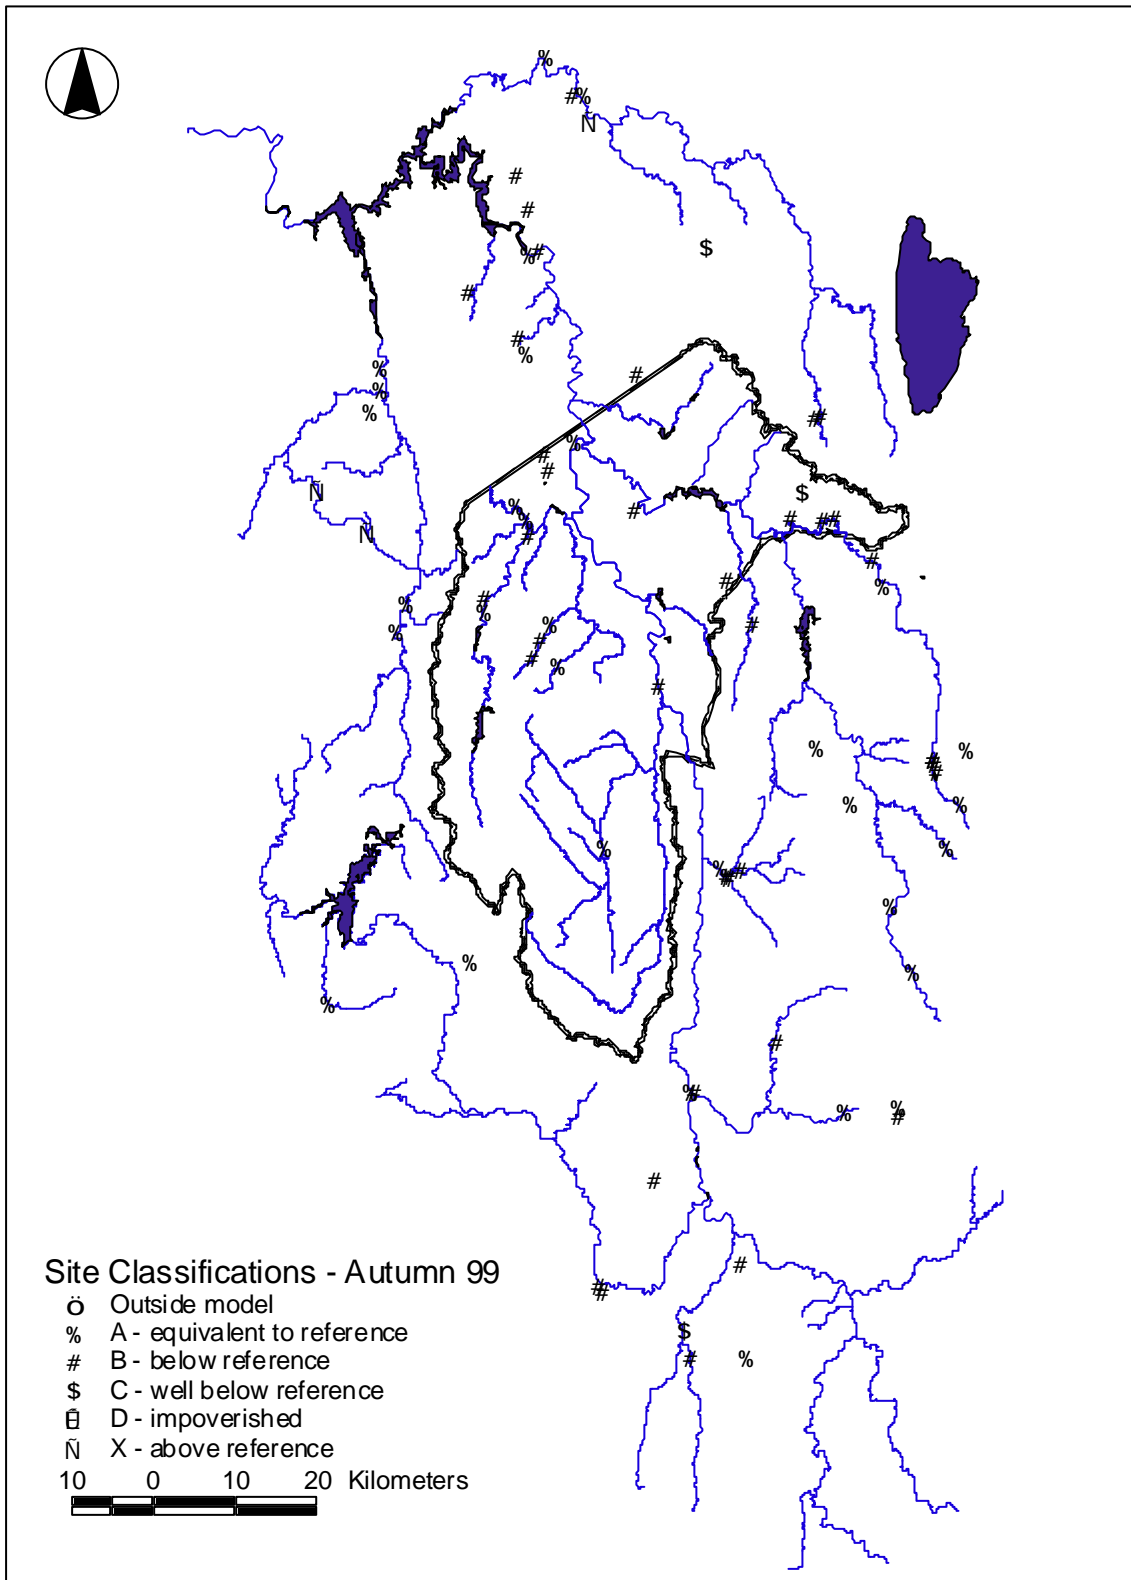 Site Classifications - Autumn 99
Ö Outside model
% A - equivalent to reference
# B - below reference
$ C - well below reference
D - impoverished
Ñ X - above reference
10 0 10 20 Kilometers